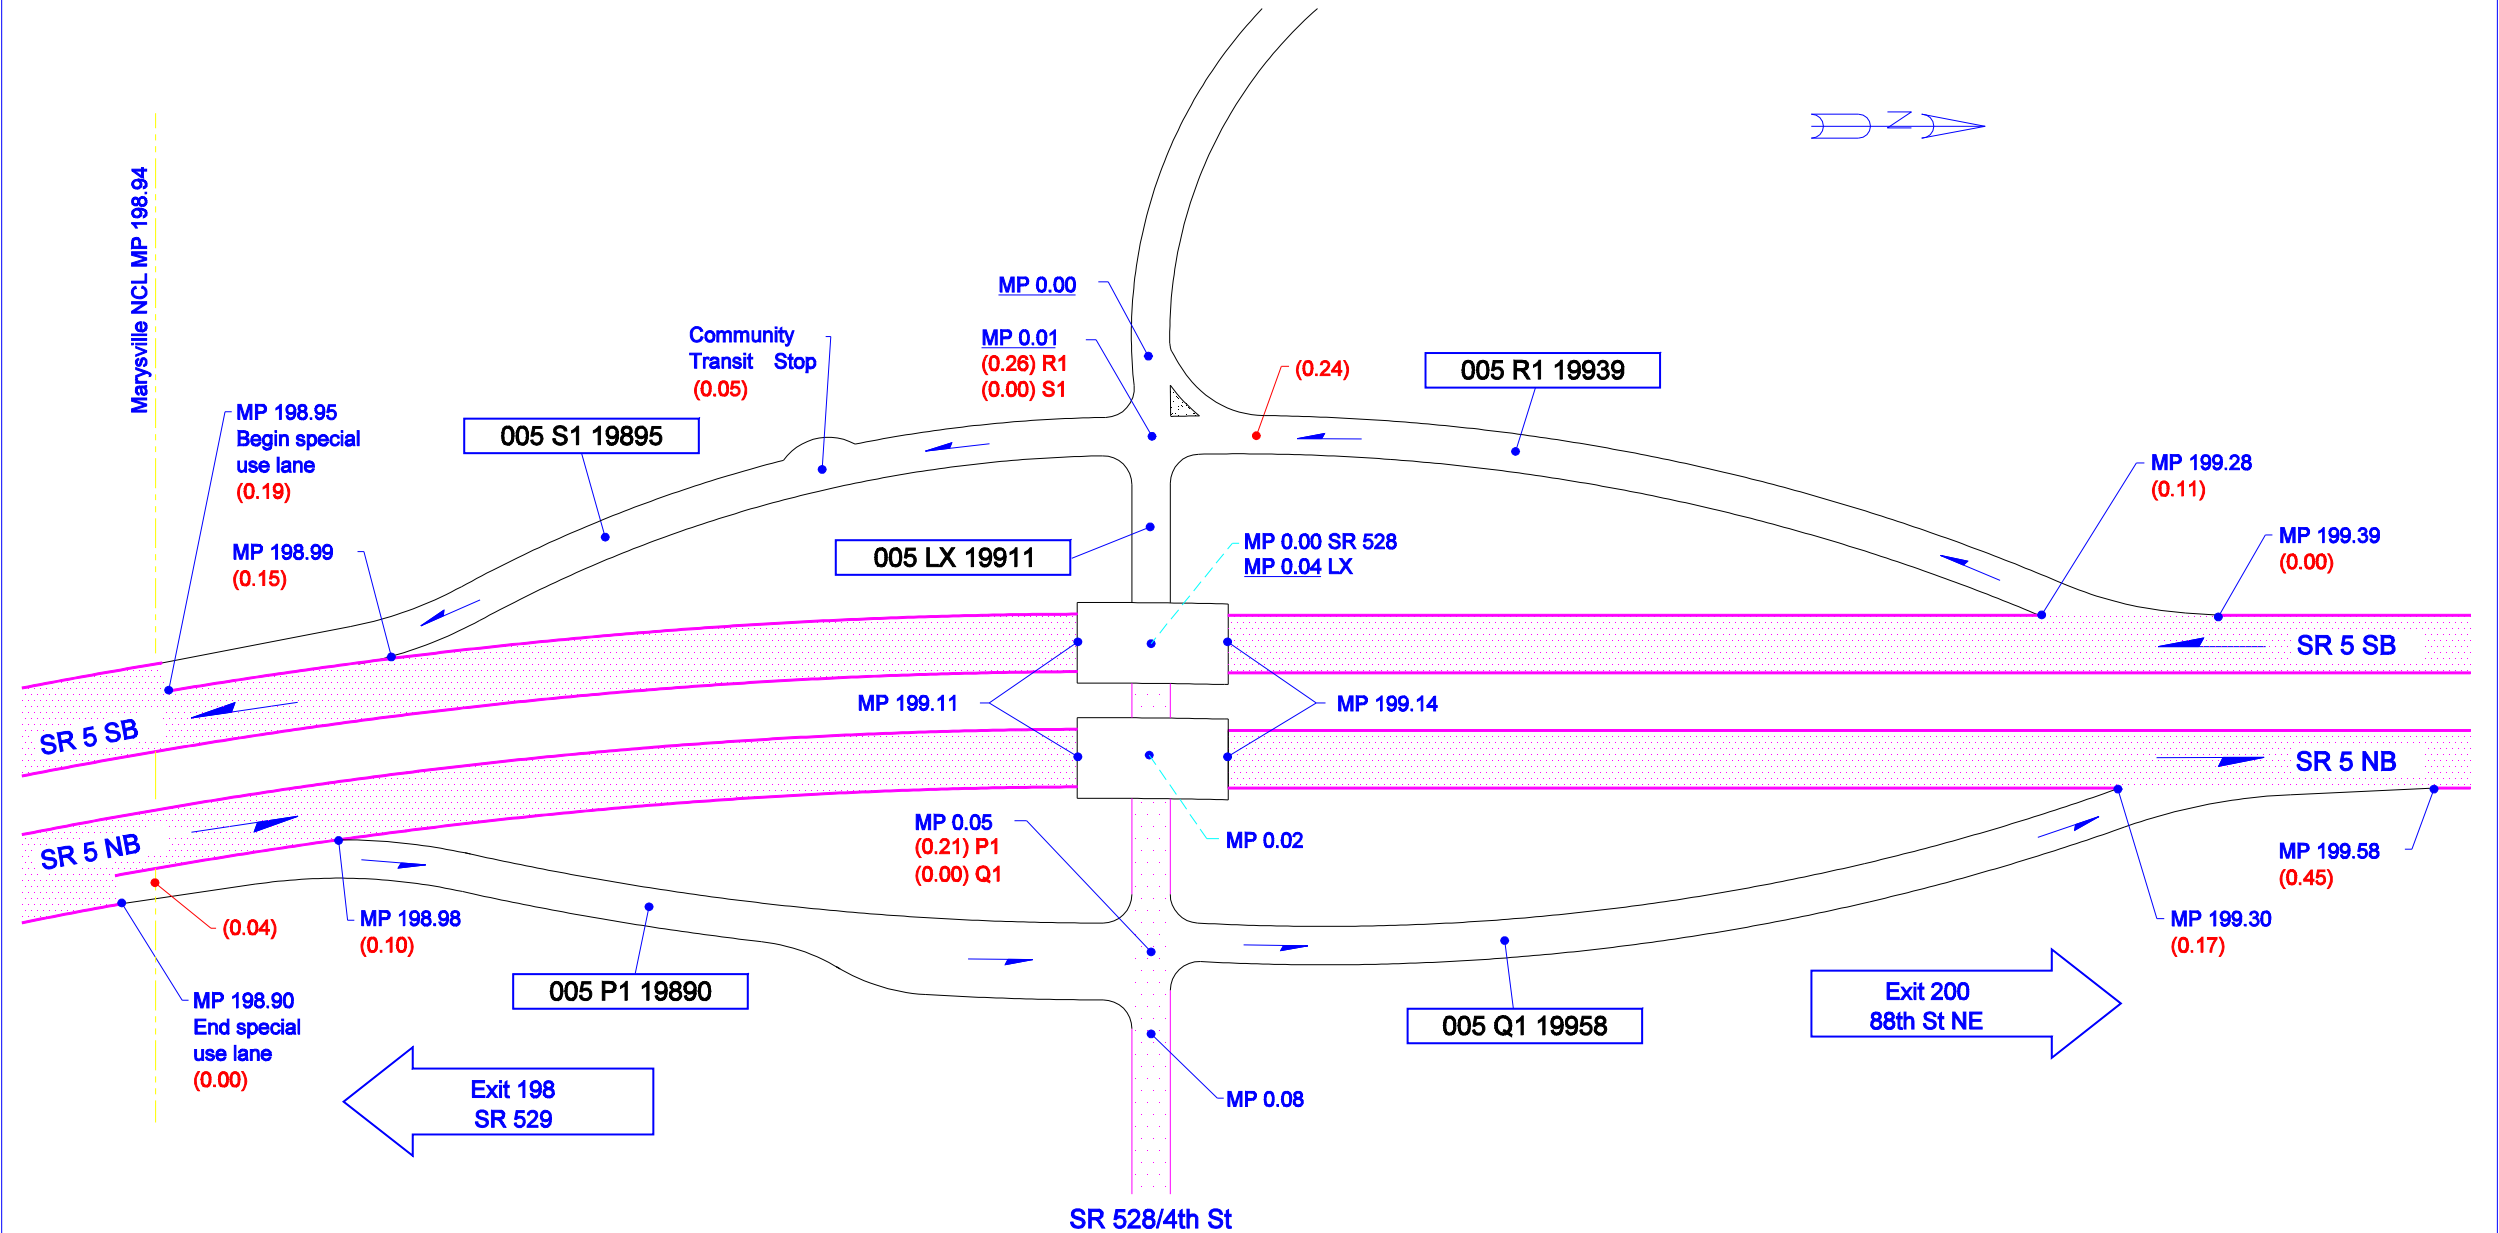 N
Marysville NCL MP 198.94
MP 0.00
MP 0.01
(0.26) R1
(0.00) S1
Community
Transit Stop
(0.05)
(0.24)
005 R1 19939
MP 198.95
Begin special
use lane
(0.19)
005 S1 19895
MP 199.28
(0.11)
MP 198.99
(0.15)
005 LX 19911
MP 0.00 SR 528
MP 0.04 LX
MP 199.39
(0.00)
SR 5 SB
SR 5 SB
MP 199.11
MP 199.14
SR 5 NB
SR 5 NB
MP 0.05
(0.21) P1
(0.00) Q1
MP 0.02
MP 199.58
(0.45)
(0.04)
MP 198.98
(0.10)
MP 199.30
(0.17)
MP 198.90
End special
use lane
(0.00)
005 P1 19890
005 Q1 19958
Exit 200
88th St NE
Exit 198
SR 529
MP 0.08
SR 528/4th St